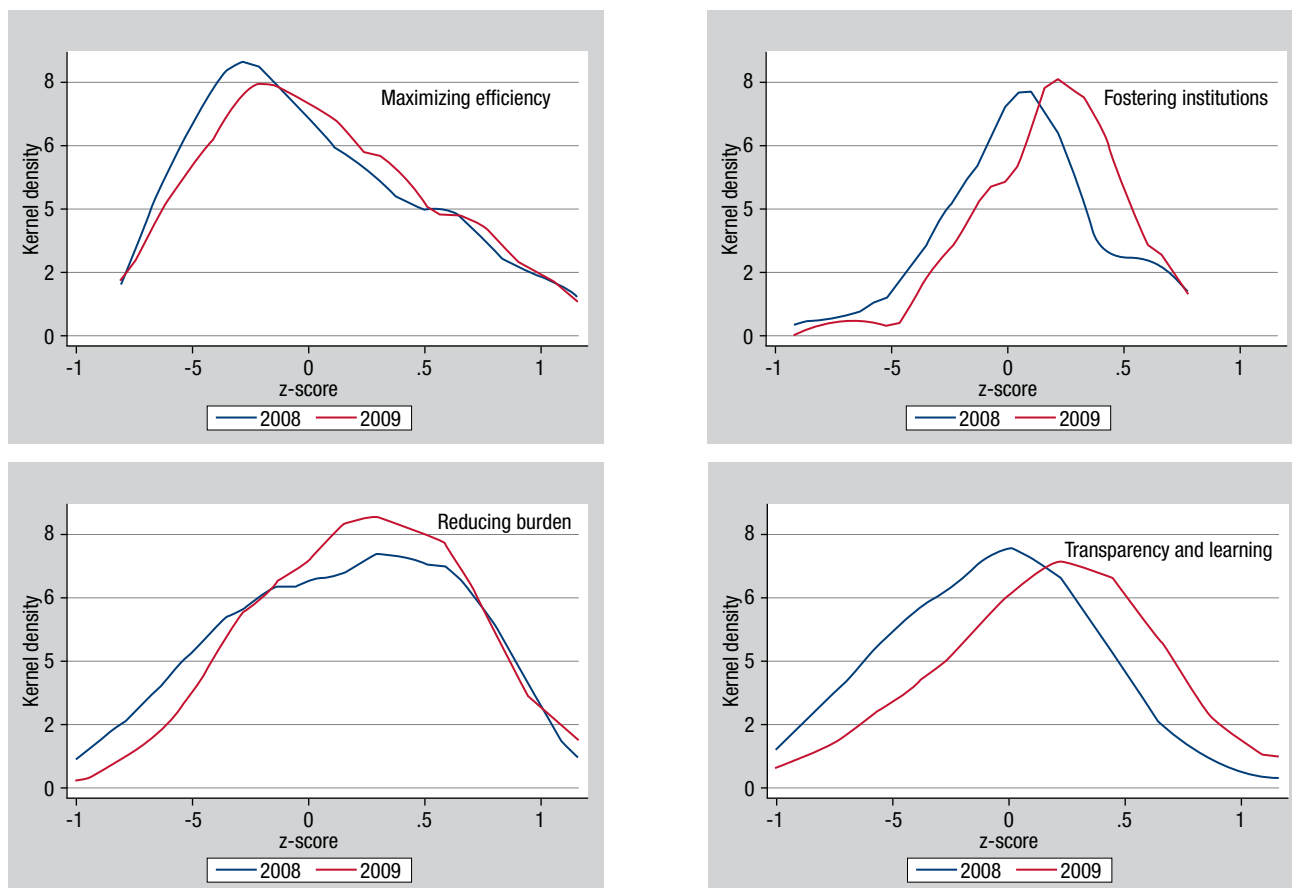 Maximizing efficiency
Kernel density
8
6
5
2
0
-1 -5 0 .5 1
z-score
2008 2009
Fostering institutions
Kernel density
8
6
5
2
0
-1 -5 0 .5 1
z-score
2008 2009
Reducing burden
Kernel density
8
6
5
2
0
-1 -5 0 .5 1
z-score
2008 2009
Transparency and learning
Kernel density
8
6
5
2
0
-1 -5 0 .5 1
z-score
2008 2009